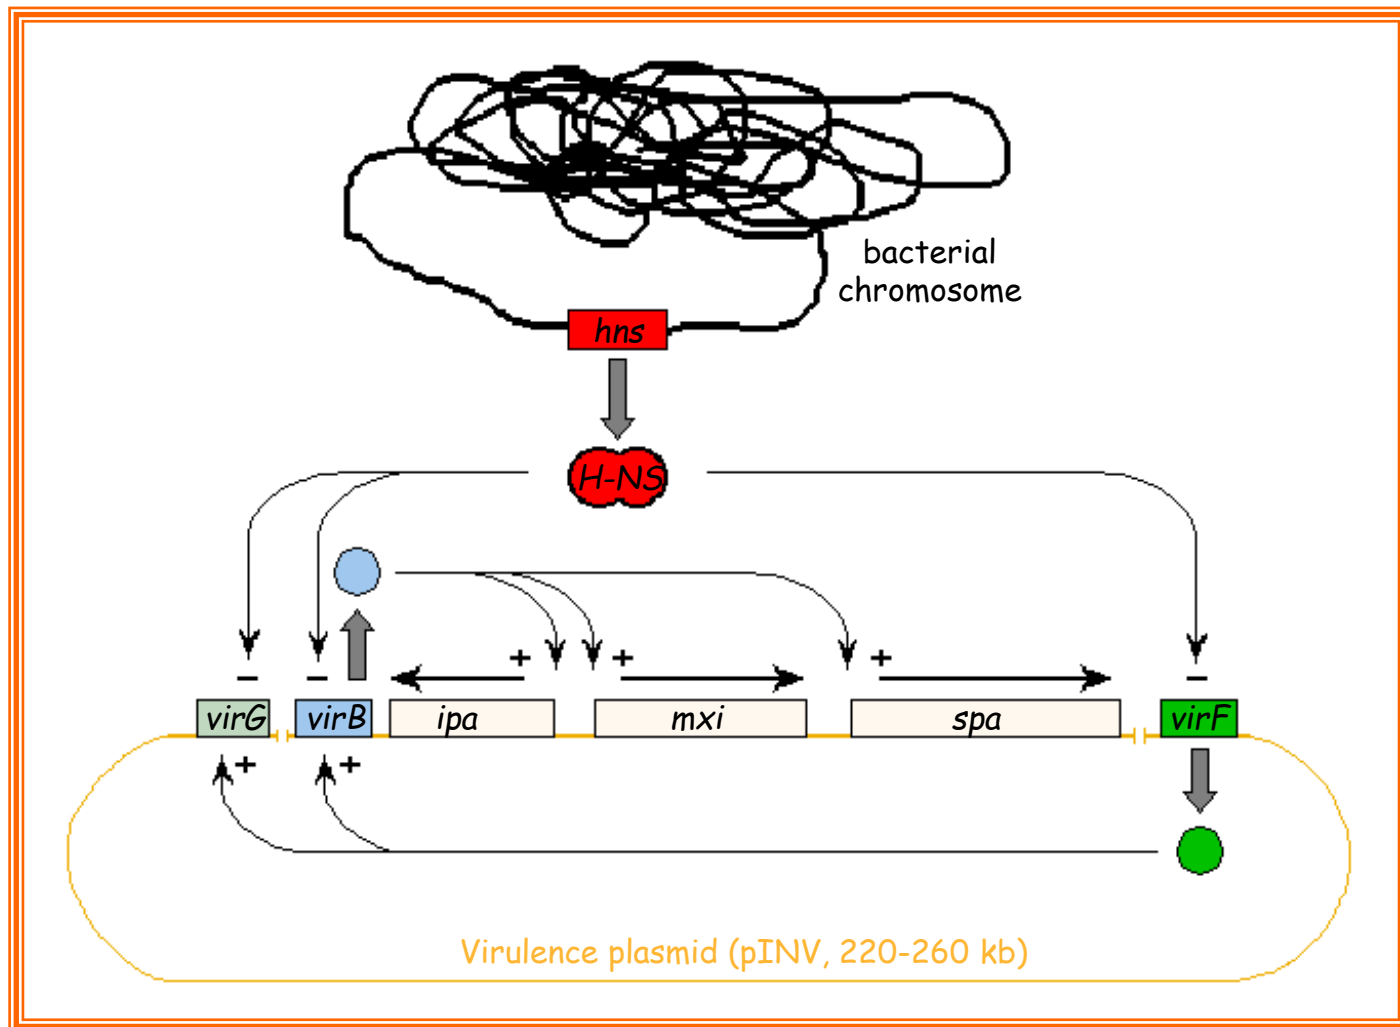 bacterial
chromosome
hns
H-NS
+ + +
- - -
virG virB ipa mxi spa virF
+ +
Virulence plasmid (pINV, 220-260 kb)